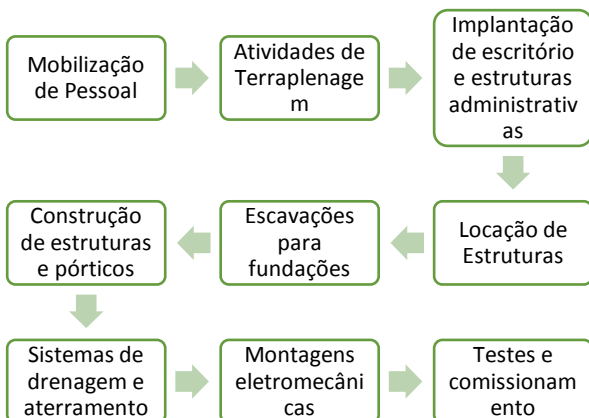 Mobilização
de Pessoal
Atividades de
Terraplenage
m
Implantação
de escritório
e estruturas
administrativ
as
Locação de
Estruturas
Escavações
para
fundações
Construção
de estruturas
e pórticos
Sistemas de
drenagem e
aterramento
Montagens
eletromecâni
cas
Testes e
comissionam
ento